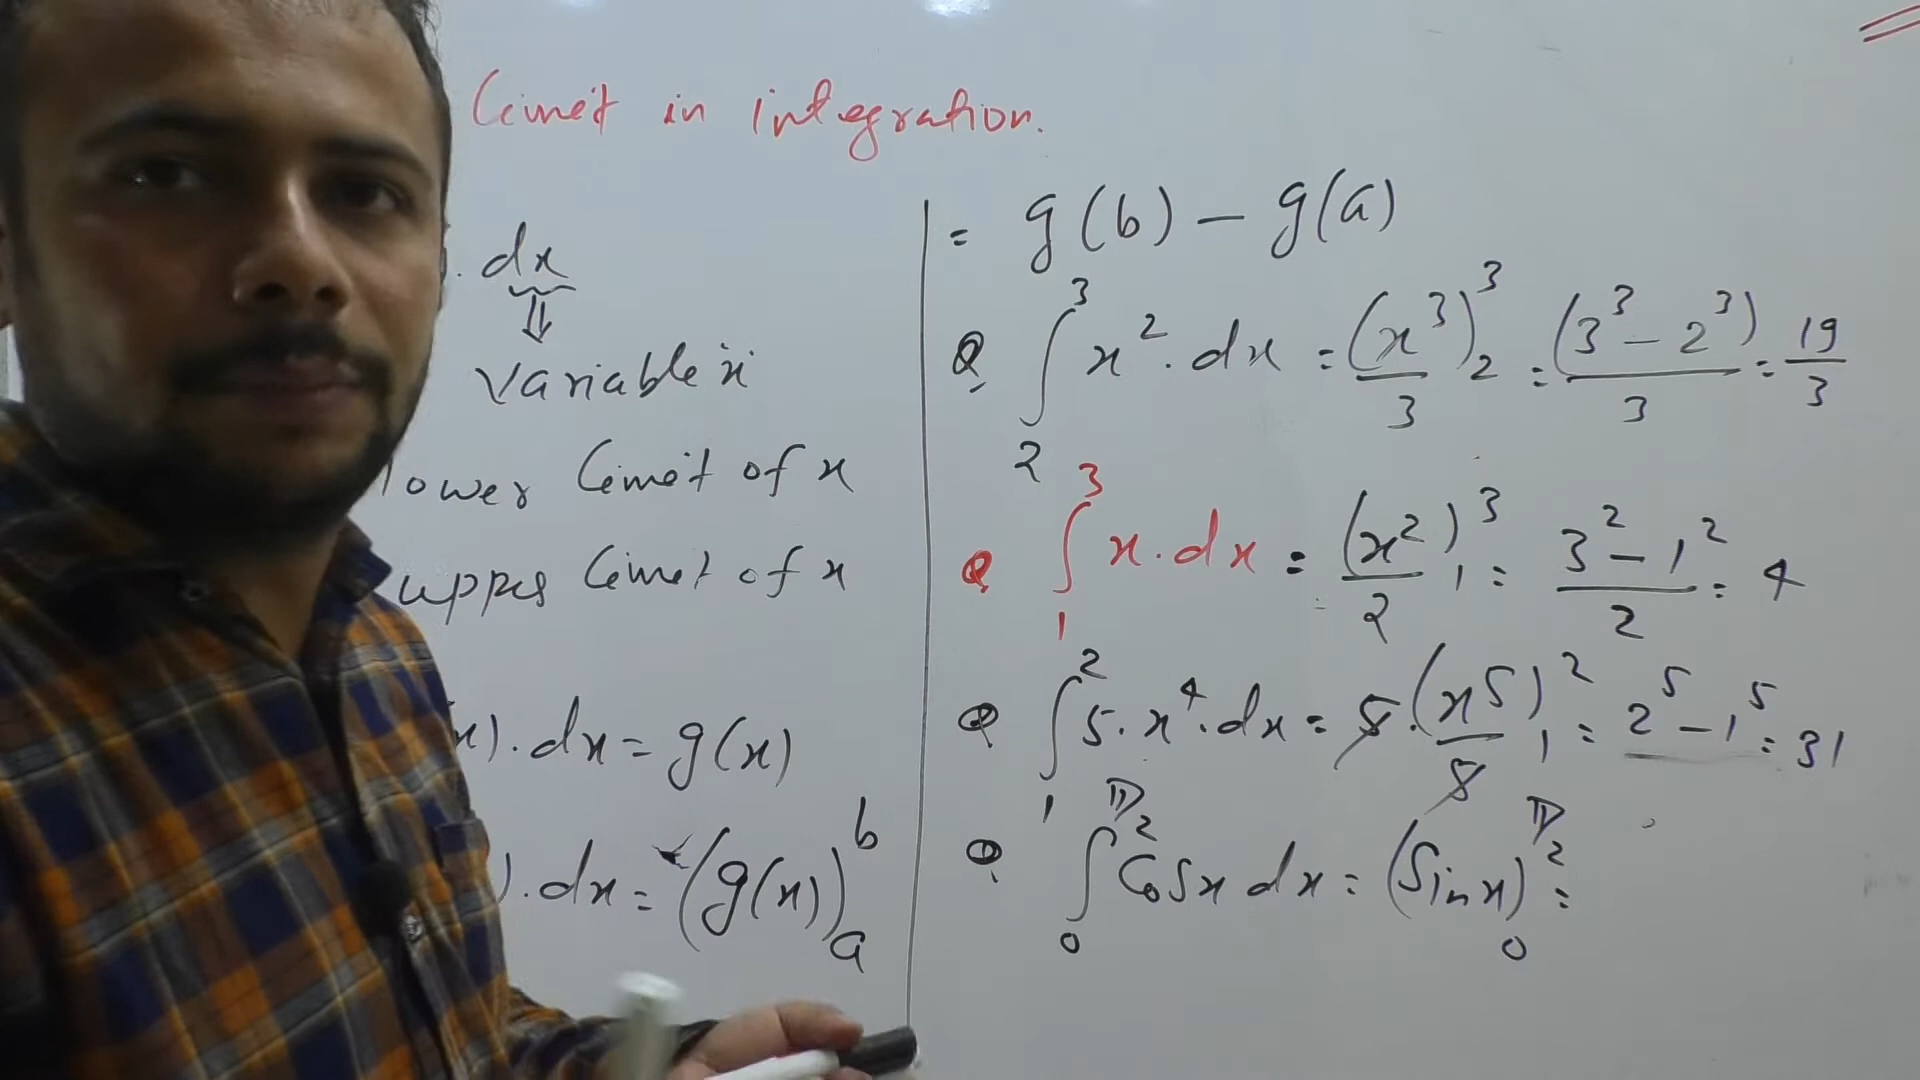 Limit in integration.
. dx
⇓
Variable x
lower limit of x
upper limit of x
x). dx = g(x)
). dx = (g(x))ₐᵇ
= g(b) - g(a)
Q ∫₂³ x². dx = (x³/3)₂³ = (3³ - 2³)/3 = 19/3
Q ∫₁³ x. dx = (x²/2)₁³ = (3² - 1²)/2 = 4
Q ∫₁² 5. x⁴. dx = 5. (x⁵/5)₁² = 2⁵ - 1⁵ = 31
Q ∫₀^(π/2) Cosx dx = (Sinx)₀^(π/2) =